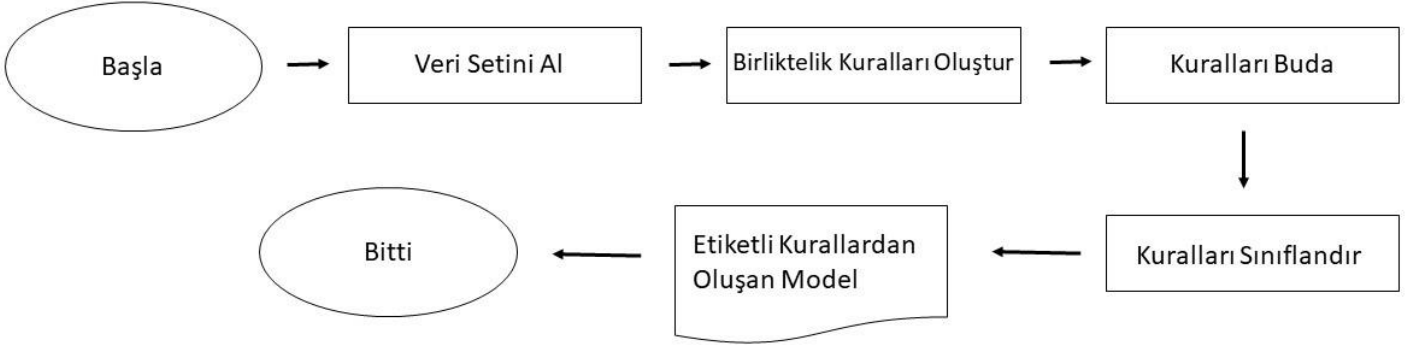 Başla
Veri Setini Al
Birliktelik Kuralları Oluştur
Kuralları Buda
Kuralları Sınıflandır
Etiketli Kurallardan
Oluşan Model
Bitti